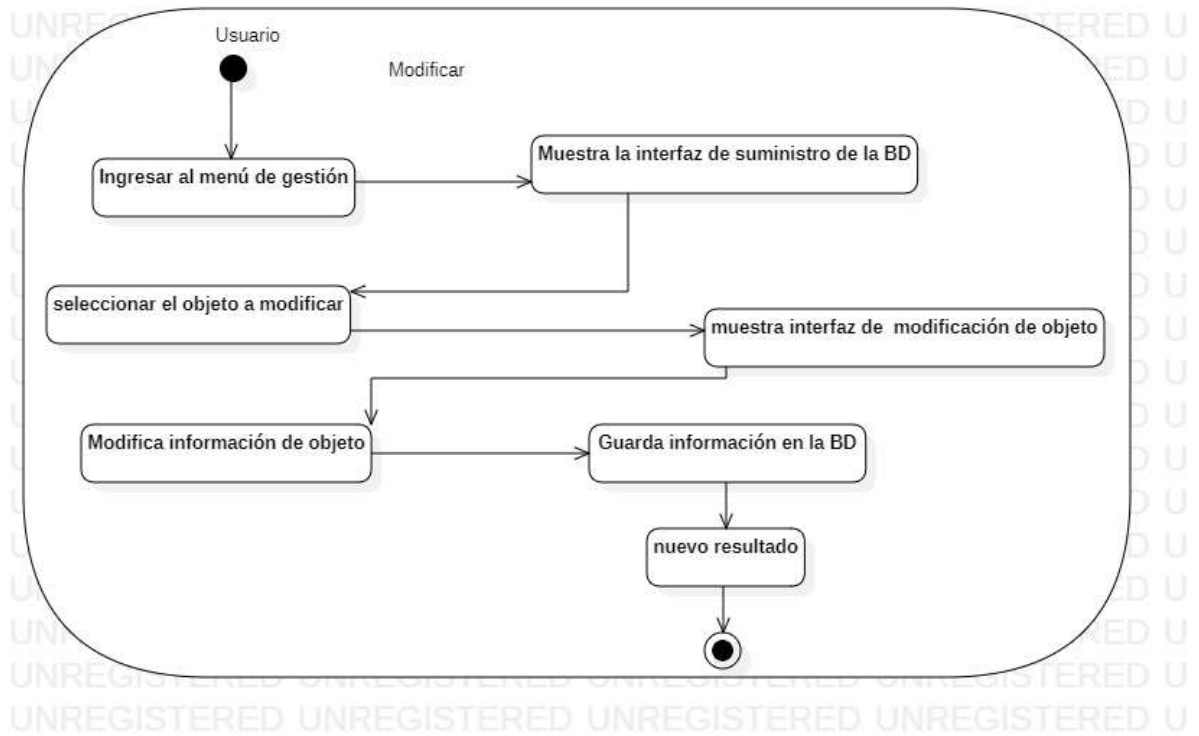 Usuario
Modificar
Ingresar al menú de gestión
Muestra la interfaz de suministro de la BD
seleccionar el objeto a modificar
muestra interfaz de modificación de objeto
Modifica información de objeto
Guarda información en la BD
nuevo resultado
UNREGISTERED UNREGISTERED UNREGISTERED UNREGISTERED U